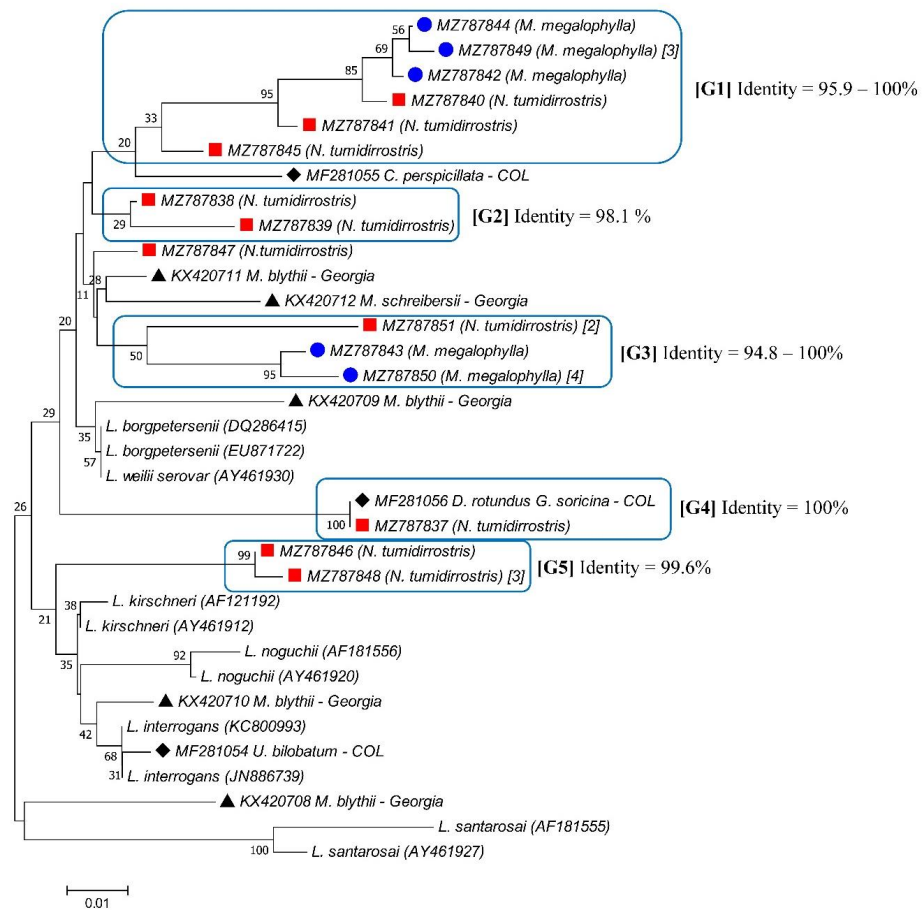 MZ787844 (M. megalophylla)
56
MZ787849 (M. megalophylla) [3]
69
MZ787842 (M. megalophylla)
85
[G1] Identity = 95.9 – 100%
95
MZ787840 (N. tumidirrostris)
33
MZ787841 (N. tumidirrostris)
20
MZ787845 (N. tumidirrostris)
MF281055 C. perspicillata - COL
MZ787838 (N. tumidirrostris)
[G2] Identity = 98.1 %
29
MZ787839 (N. tumidirrostris)
MZ787847 (N.tumidirrostris)
28
KX420711 M. blythii - Georgia
11
KX420712 M. schreibersii - Georgia
20
MZ787851 (N. tumidirrostris) [2]
50
MZ787843 (M. megalophylla)
[G3] Identity = 94.8 – 100%
95
MZ787850 (M. megalophylla) [4]
KX420709 M. blythii - Georgia
29
L. borgpetersenii (DQ286415)
35
L. borgpetersenii (EU871722)
57
L. weilii serovar (AY461930)
MF281056 D. rotundus G. soricina - COL
[G4] Identity = 100%
26
100
MZ787837 (N. tumidirrostris)
99
MZ787846 (N. tumidirrostris)
[G5] Identity = 99.6%
MZ787848 (N. tumidirrostris) [3]
38
L. kirschneri (AF121192)
21
L. kirschneri (AY461912)
35
92
L. noguchii (AF181556)
L. noguchii (AY461920)
KX420710 M. blythii - Georgia
42
L. interrogans (KC800993)
68
MF281054 U. bilobatum - COL
31
L. interrogans (JN886739)
KX420708 M. blythii - Georgia
L. santarosai (AF181555)
100
L. santarosai (AY461927)
0.01